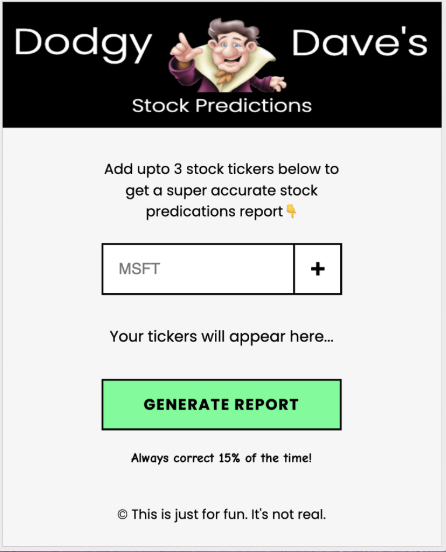 Dodgy Dave's
Stock Predictions
Add upto 3 stock tickers below to
get a super accurate stock
predications report👇
MSFT +
Your tickers will appear here...
GENERATE REPORT
Always correct 15% of the time!
© This is just for fun. It's not real.